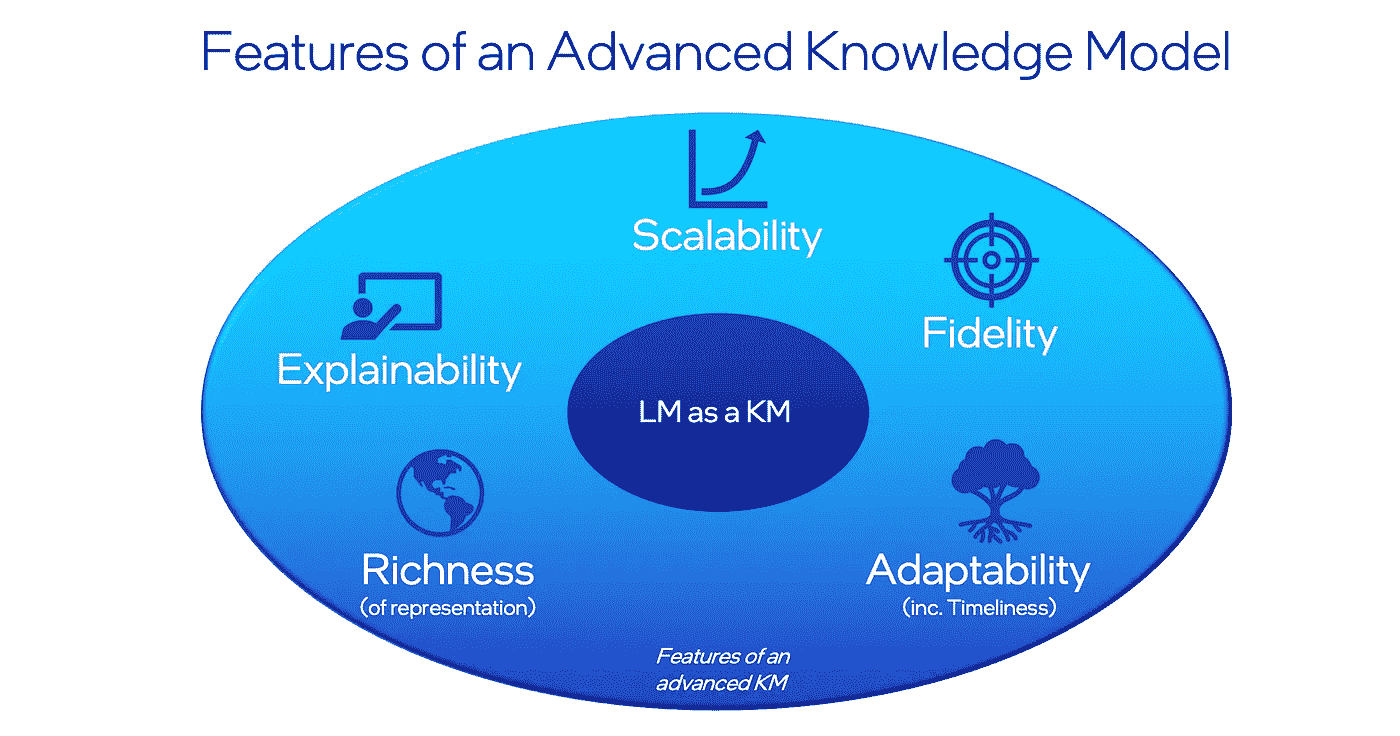 Features of an Advanced Knowledge Model
Scalability
Fidelity
Explainability
LM as a KM
Richness
(of representation)
Adaptability
(inc. Timeliness)
Features of an
advanced KM